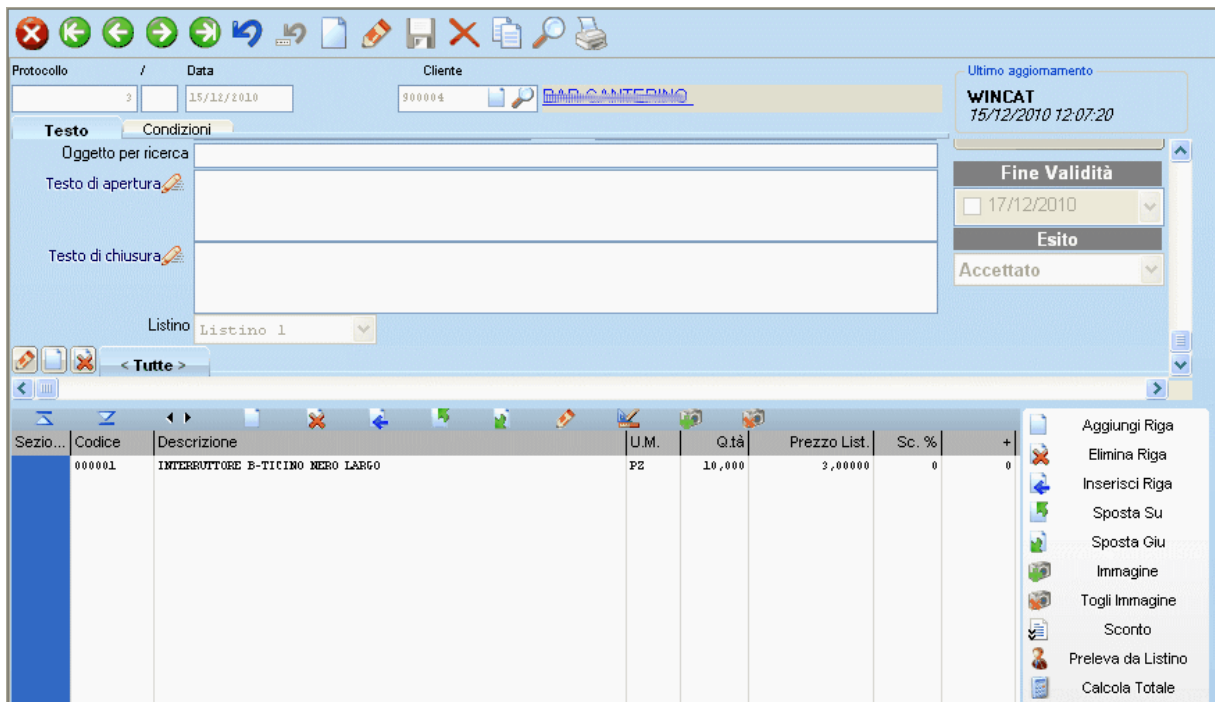 Protocollo / Data Cliente Ultimo aggiornamento
3 15/12/2010 900004 WINCAT
15/12/2010 12:07:20
Testo Condizioni
Oggetto per ricerca
Testo di apertura Fine Validità
17/12/2010
Esito
Testo di chiusura Accettato
Listino Listino 1
< Tutte >
Sezio... Codice Descrizione U.M. Q.tà Prezzo List. Sc. % +
000001 INTERRUTTORE B-TICINO NERO LARGO PZ 10,000 3,00000 0 0
Aggiungi Riga
Elimina Riga
Inserisci Riga
Sposta Su
Sposta Giu
Immagine
Togli Immagine
Sconto
Preleva da Listino
Calcola Totale